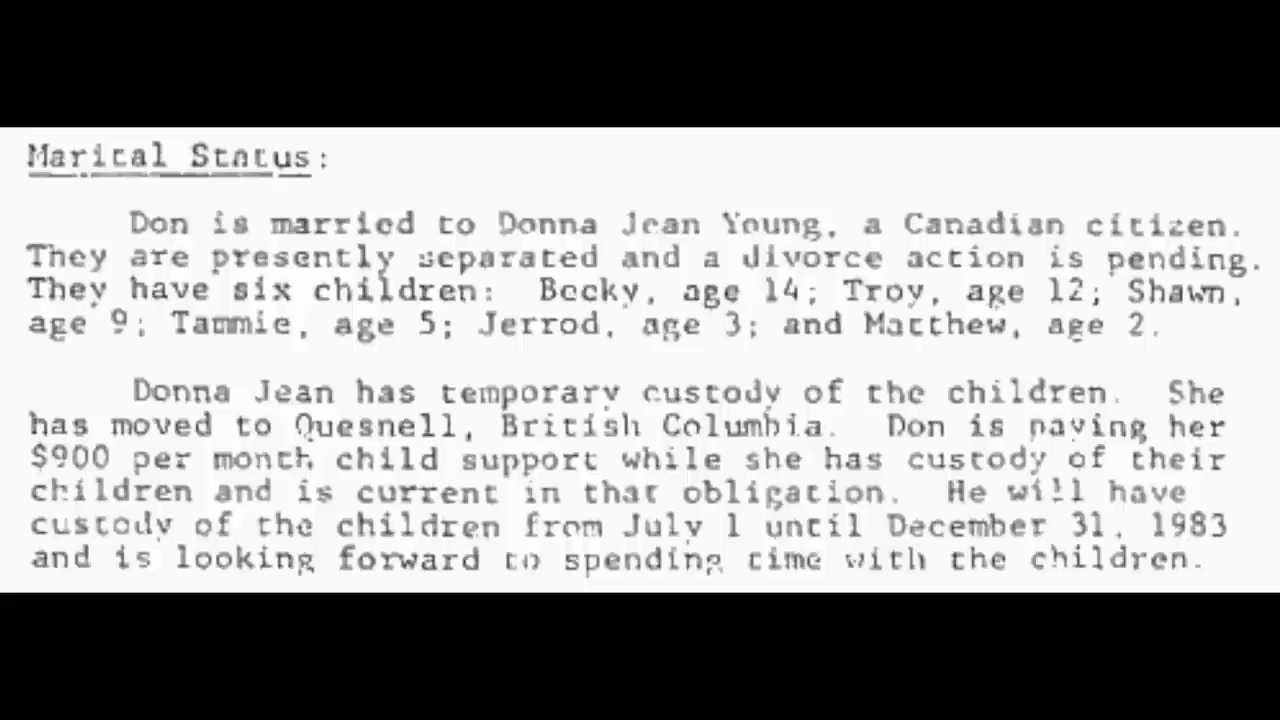 Marital Status:
Don is married to Donna Jean Young, a Canadian citizen.
They are presently separated and a divorce action is pending.
They have six children: Becky, age 14; Troy, age 12; Shawn,
age 9; Tammie, age 5; Jerrod, age 3; and Matthew, age 2.
Donna Jean has temporary custody of the children. She
has moved to Quesnell, British Columbia. Don is paying her
$900 per month child support while she has custody of their
children and is current in that obligation. He will have
custody of the children from July 1 until December 31, 1983
and is looking forward to spending time with the children.